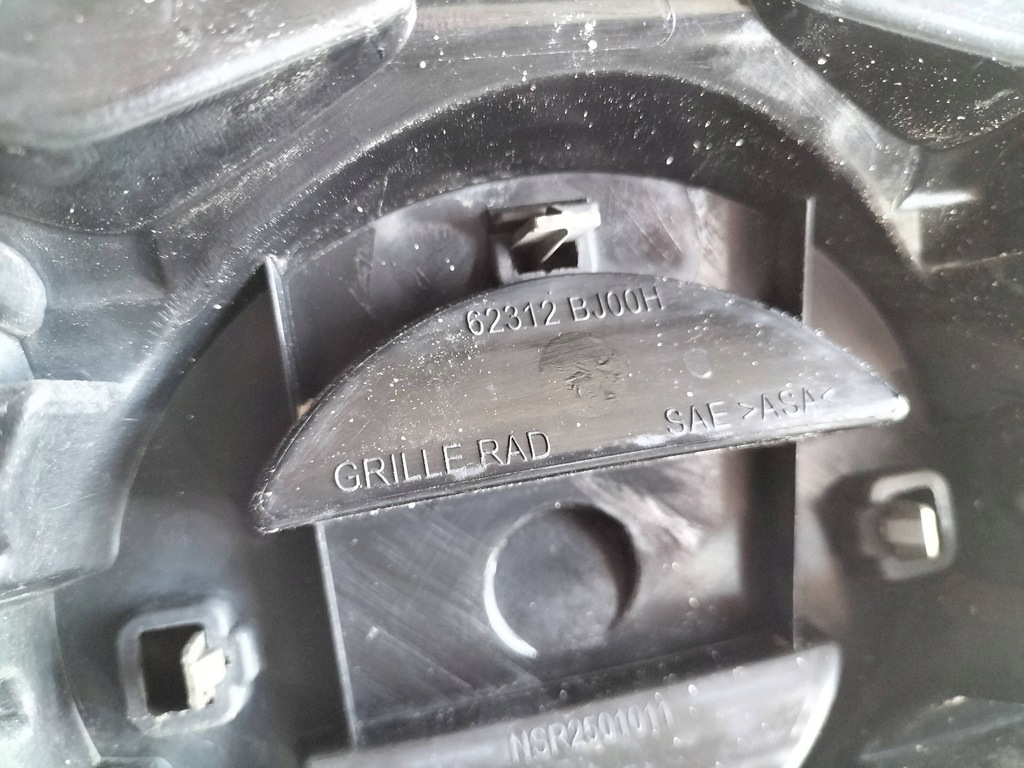 62312 BJ00H
GRILLE RAD
SAE >ASA<
NSR2501011